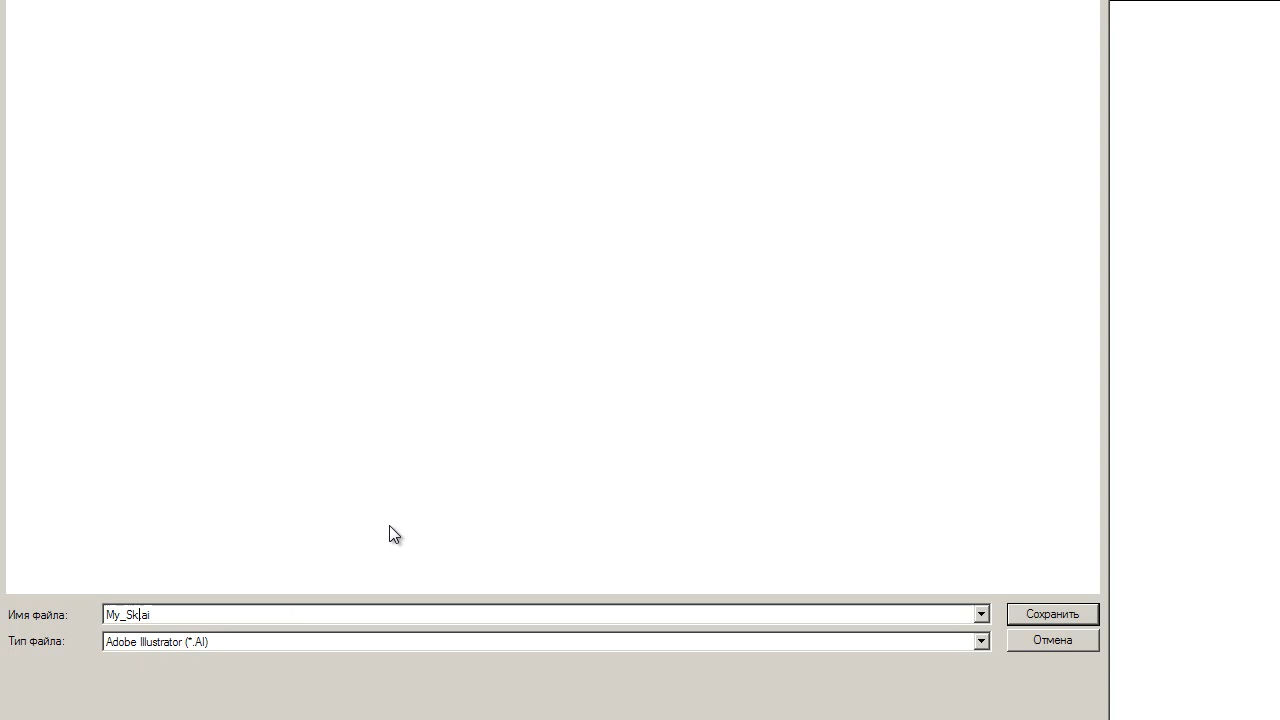 Имя файла: My_Sk.ai Сохранить
Тип файла: Adobe Illustrator (*.AI) Отмена